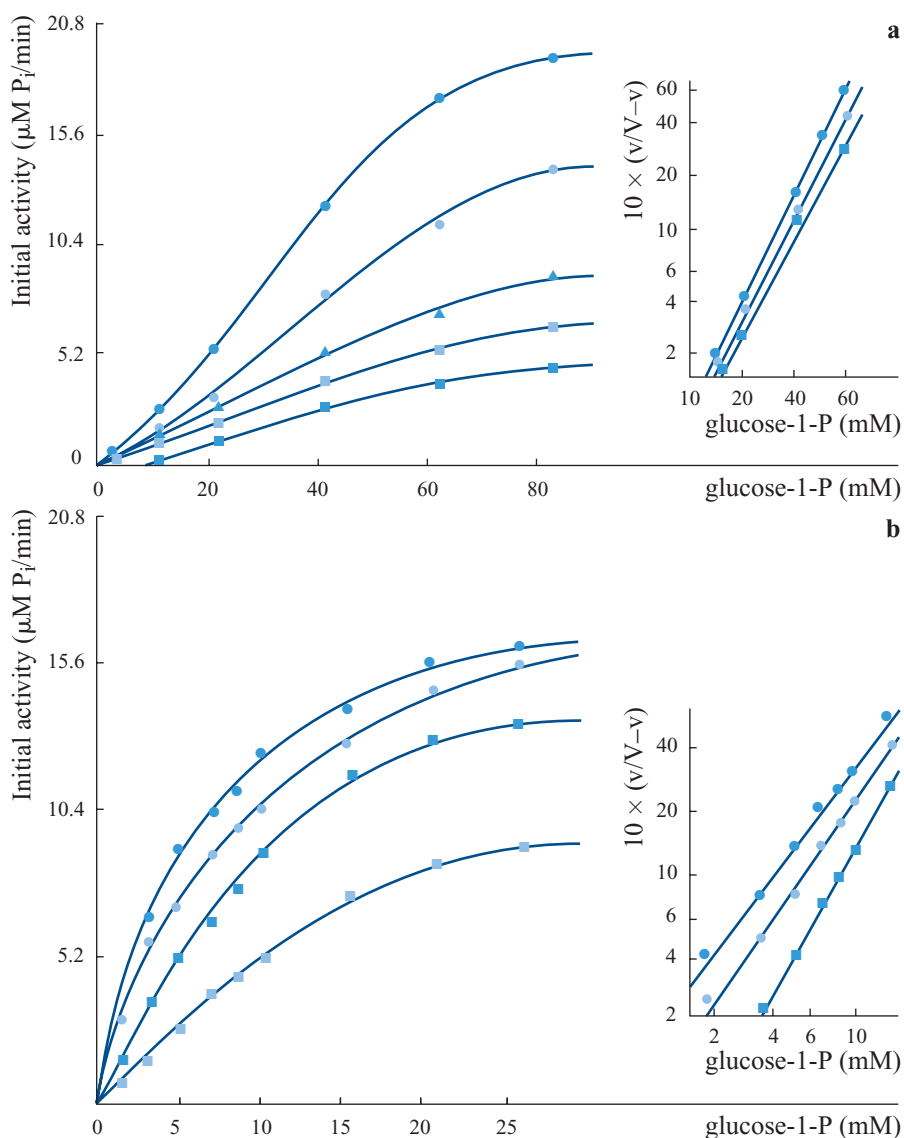 a
Initial activity (μM Pi/min)
20.8
15.6
10.4
5.2
0
0 20 40 60 80
glucose-1-P (mM)
10 × (v/V–v)
60
40
20
10
6
4
2
10 20 40 60
glucose-1-P (mM)
b
Initial activity (μM Pi/min)
20.8
15.6
10.4
5.2
0 5 10 15 20 25
glucose-1-P (mM)
10 × (v/V–v)
40
20
10
6
4
2
2 4 6 10
glucose-1-P (mM)